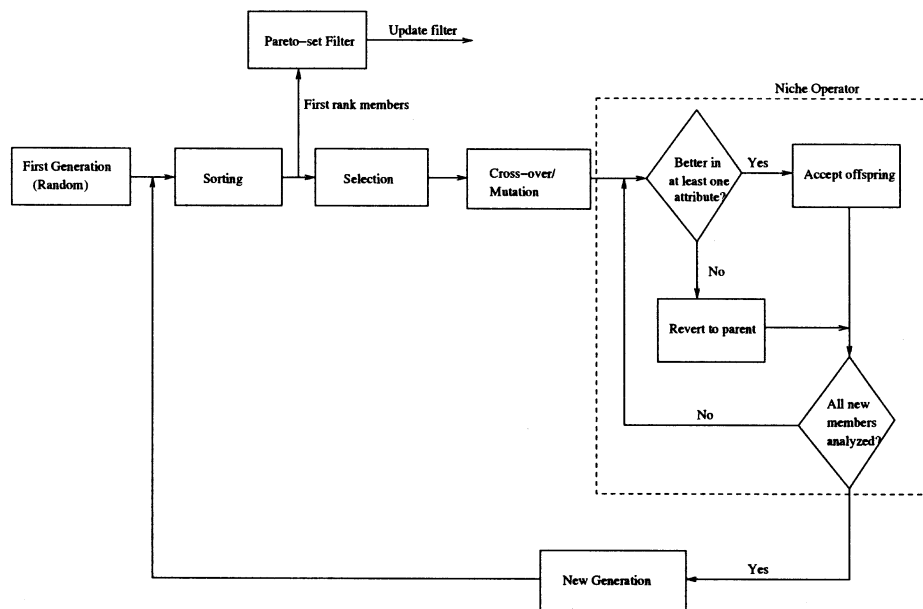 Pareto-set Filter
Update filter
First rank members
Niche Operator
First Generation
(Random)
Sorting
Selection
Cross-over/
Mutation
Better in
at least one
attribute?
Yes
Accept offspring
No
Revert to parent
All new
members
analyzed?
No
Yes
New Generation